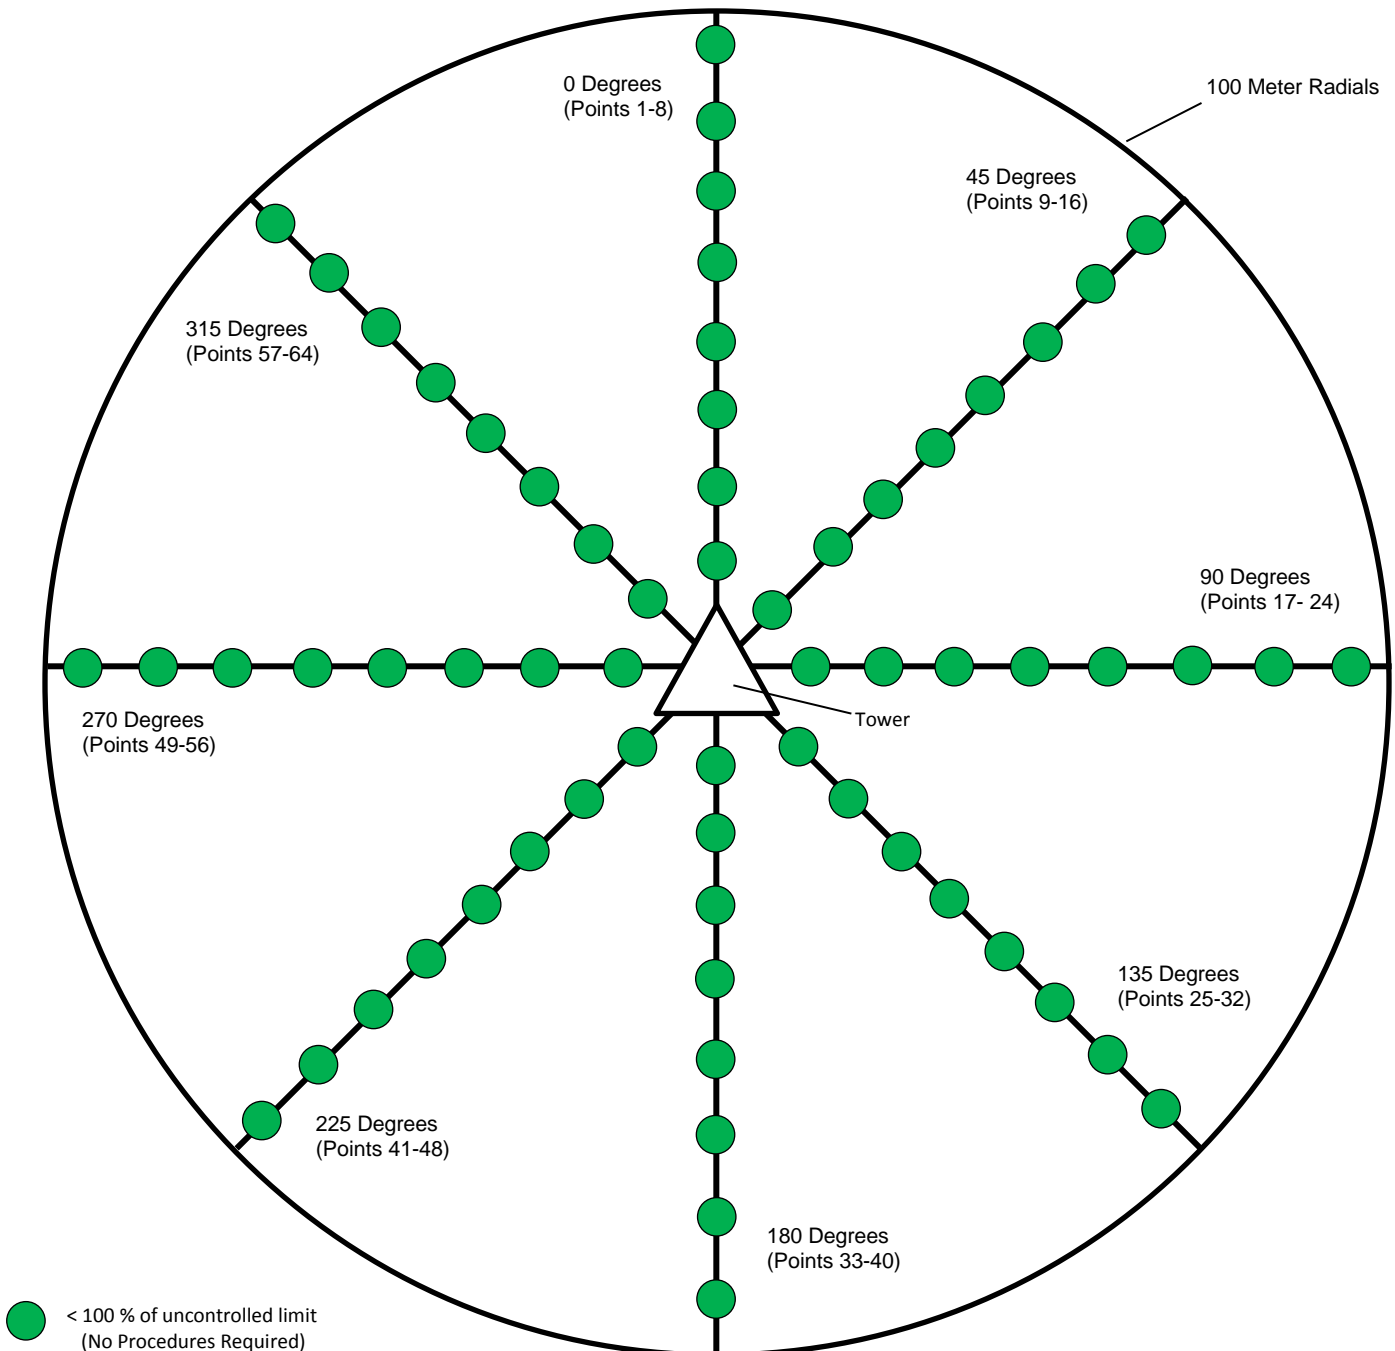 0 Degrees
(Points 1-8)
100 Meter Radials
45 Degrees
(Points 9-16)
315 Degrees
(Points 57-64)
90 Degrees
(Points 17- 24)
270 Degrees
(Points 49-56)
Tower
135 Degrees
(Points 25-32)
225 Degrees
(Points 41-48)
180 Degrees
(Points 33-40)
< 100 % of uncontrolled limit
(No Procedures Required)